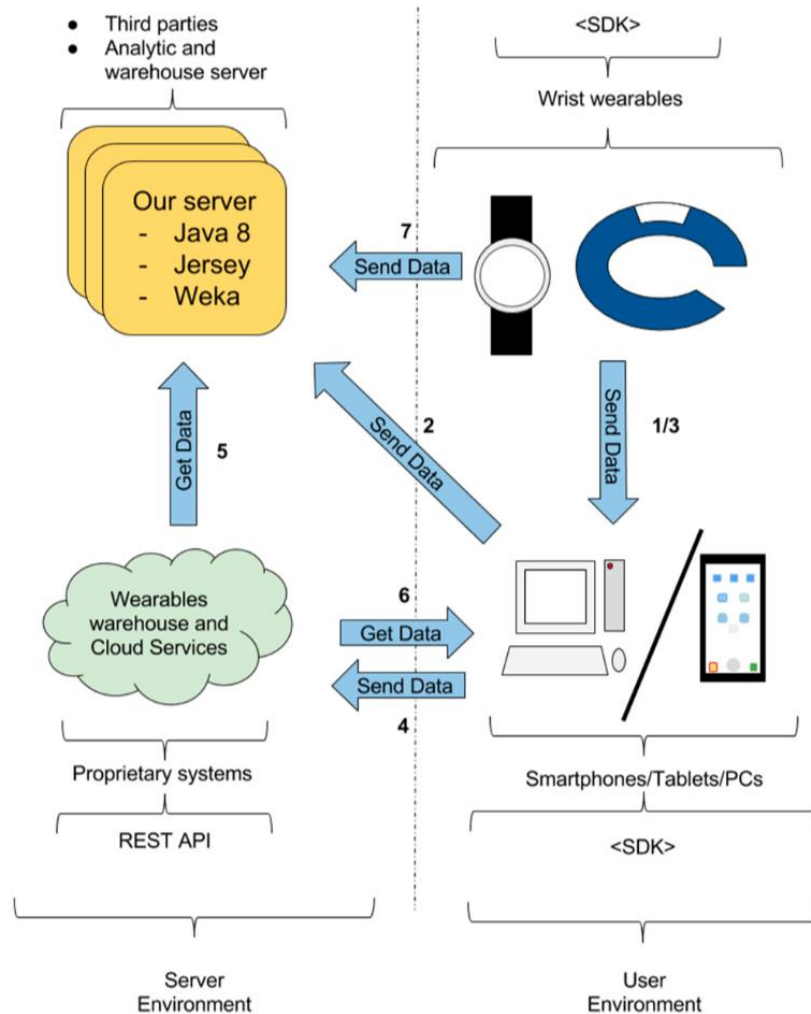 ● Third parties
● Analytic and
warehouse server
<SDK>
Wrist wearables
Our server
- Java 8
- Jersey
- Weka
7
Send Data
Send Data
1/3
2
Send Data
Get Data
5
Wearables
warehouse and
Cloud Services
6
Get Data
Send Data
4
Proprietary systems
REST API
Smartphones/Tablets/PCs
<SDK>
Server
Environment
User
Environment